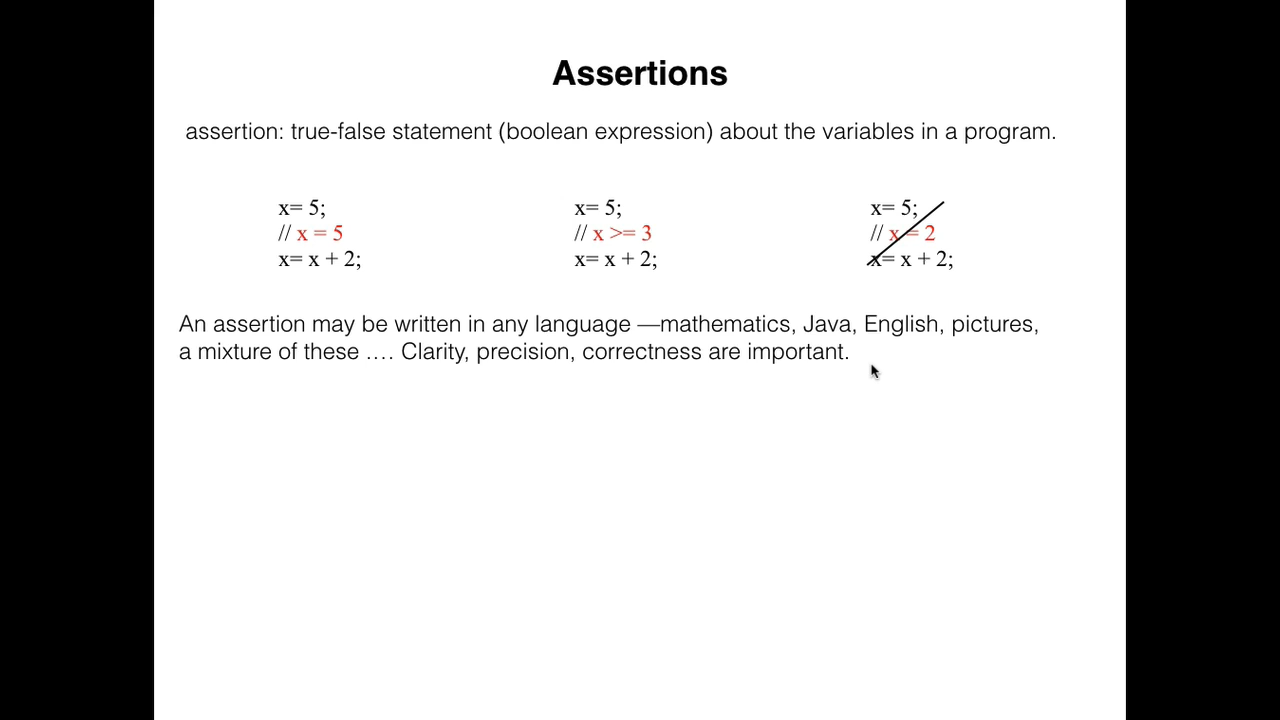 Assertions
assertion: true-false statement (boolean expression) about the variables in a program.
x= 5;
// x = 5
x= x + 2;
x= 5;
// x >= 3
x= x + 2;
x= 5;
// x = 2
x= x + 2;
An assertion may be written in any language —mathematics, Java, English, pictures,
a mixture of these …. Clarity, precision, correctness are important.